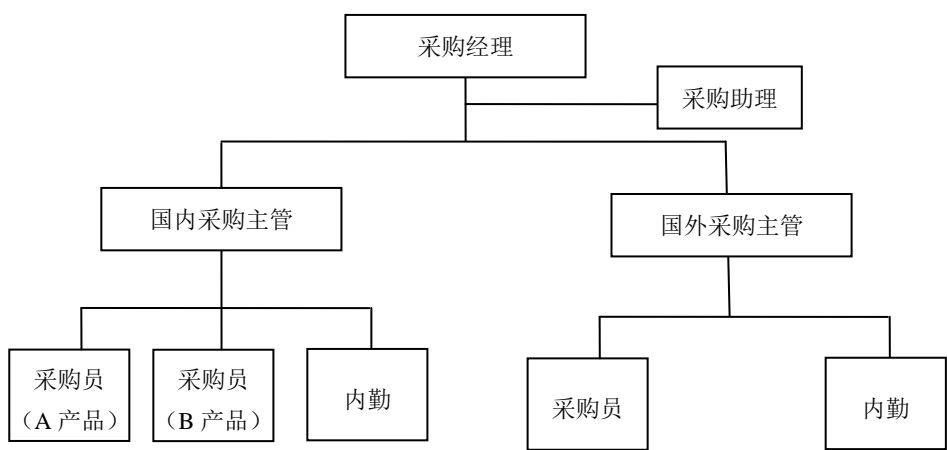 采购经理
采购助理
国内采购主管
国外采购主管
采购员
（A 产品）
采购员
（B 产品）
内勤
采购员
内勤